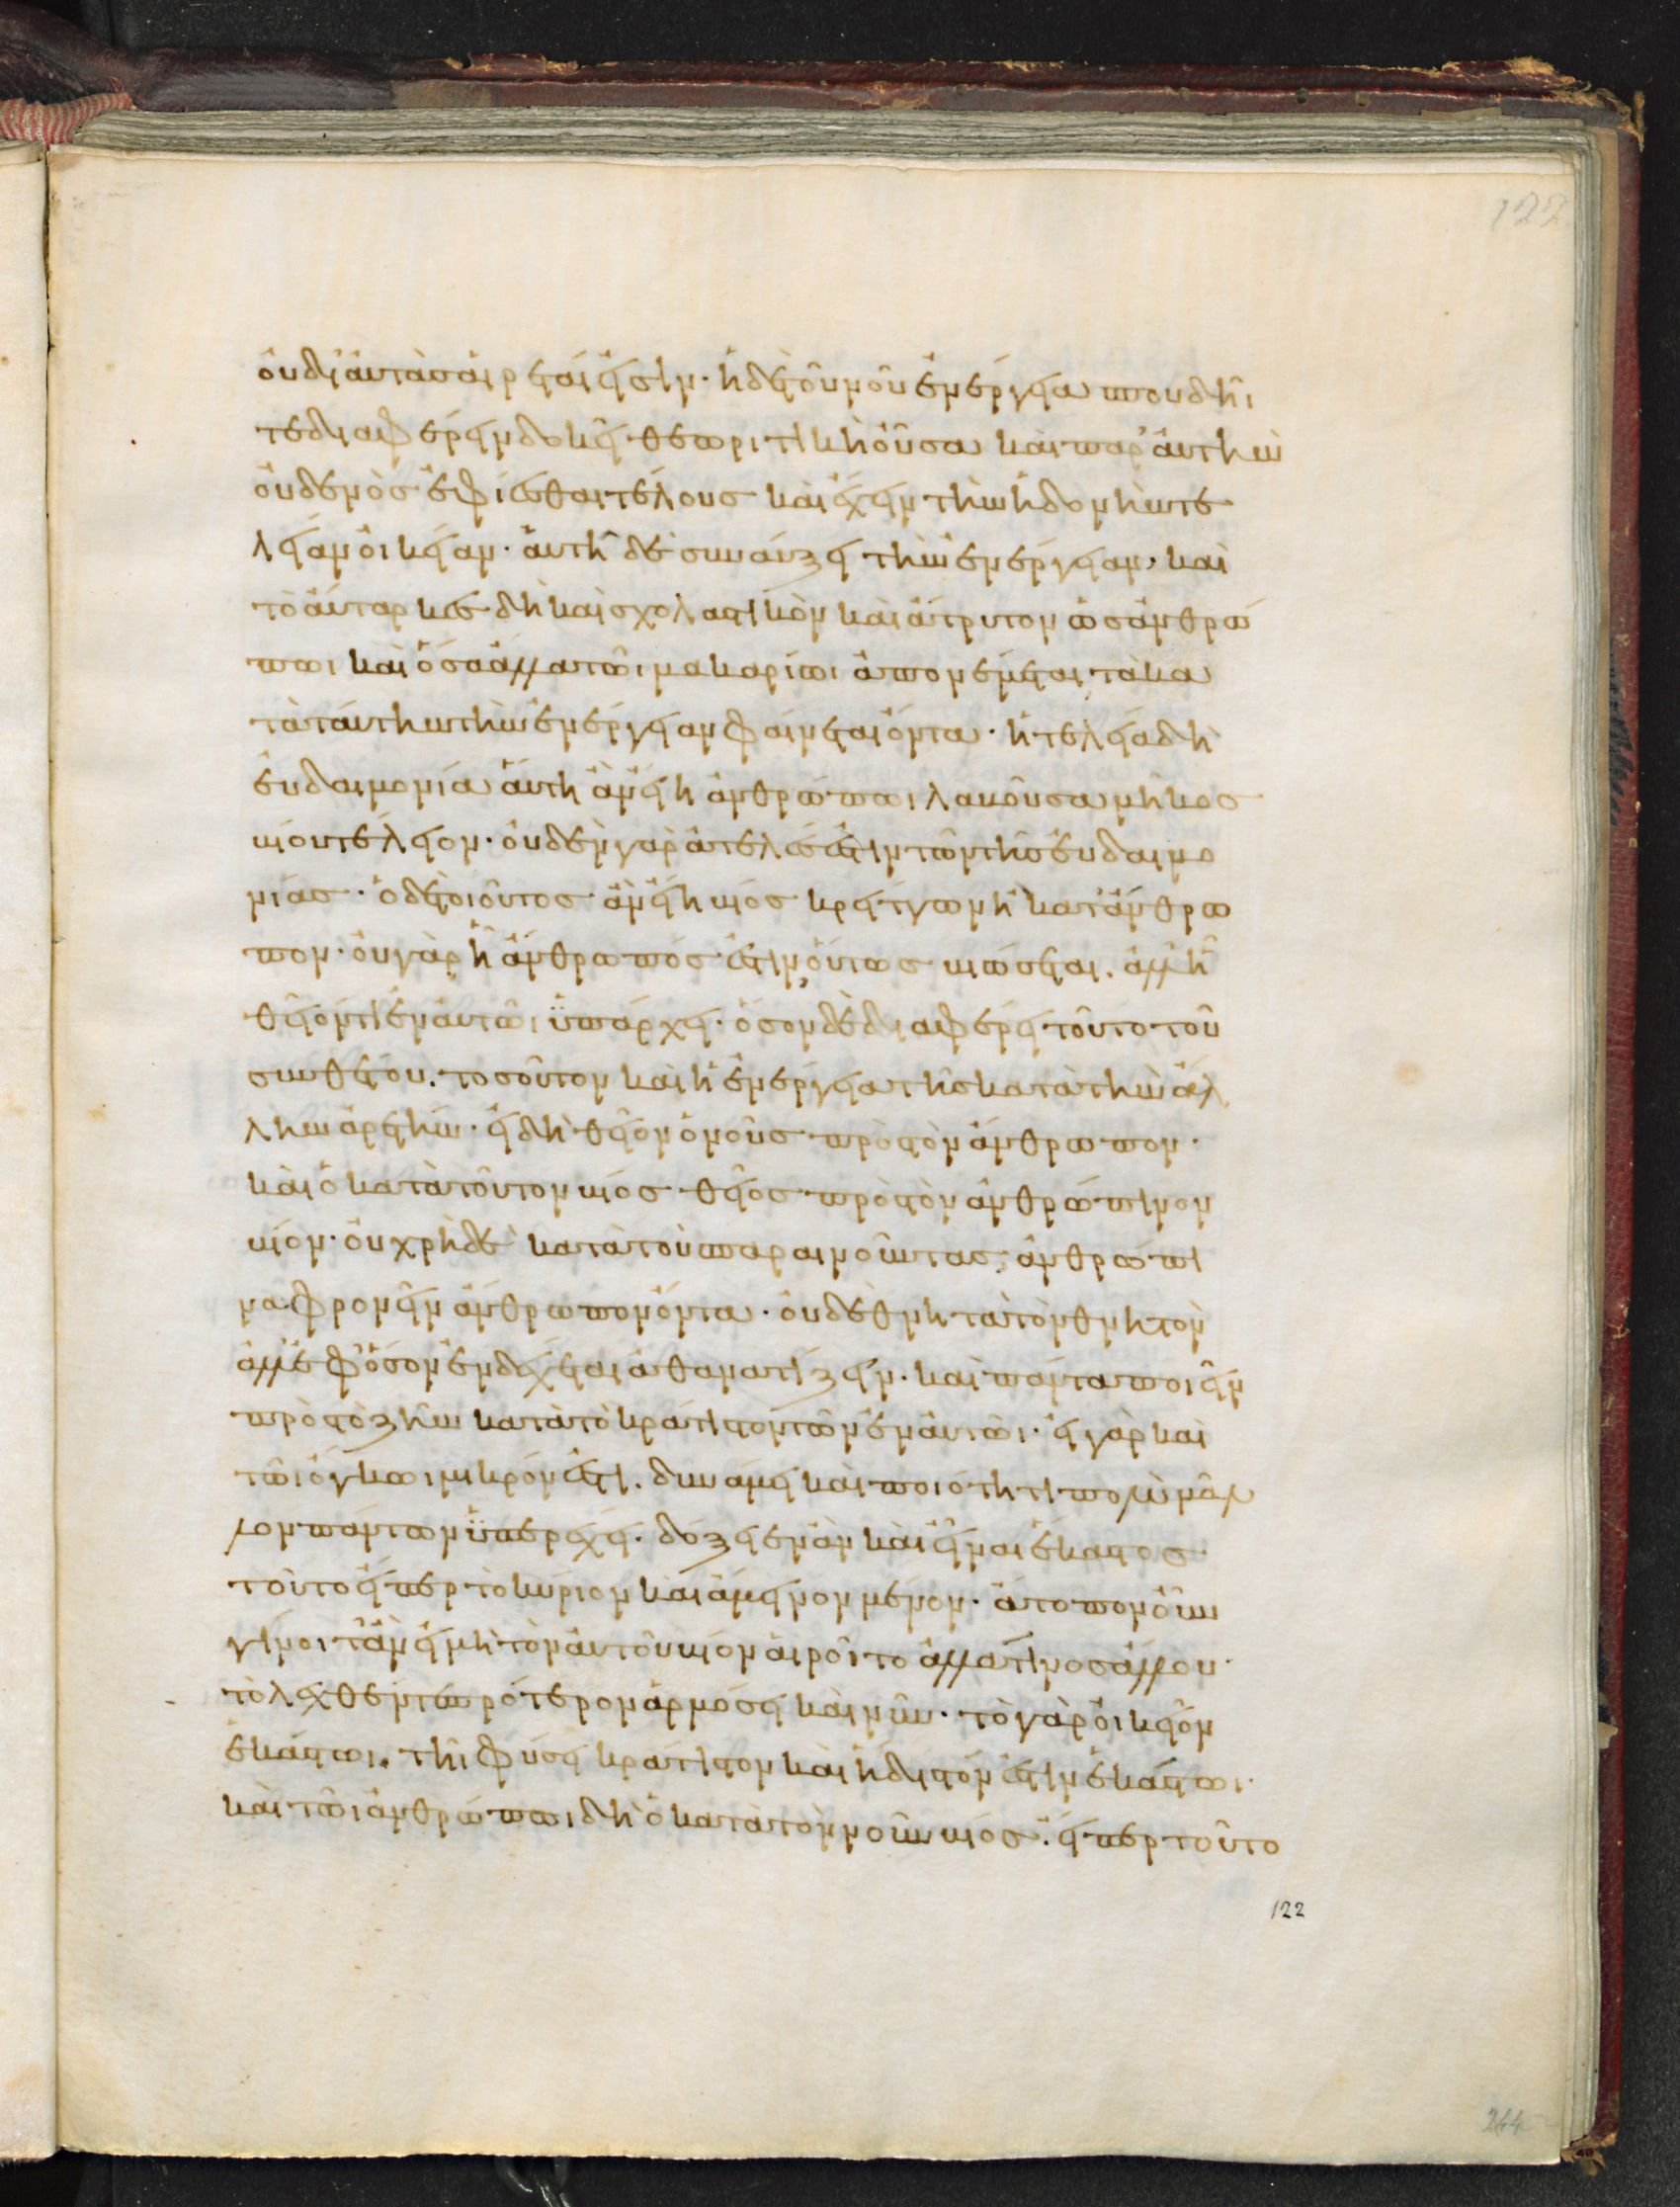 122
οὐ δι' αὐτὰς αἱρεταί εἰσιν· ἡ δὲ τοῦ νοῦ ἐνέργεια σπουδῆι
τε διαφέρειν δοκεῖ θεωρητικὴ οὖσα καὶ παρ' αὐτὴν
οὐδενὸς ἐφίεσθαι τέλους καὶ ἔχειν τὴν ἡδονὴν τε
λείαν οἰκείαν· αὐτὴ δὲ συναύξει τὴν ἐνέργειαν· καὶ
τὸ αὔταρκες δὴ καὶ σχολαστικὸν καὶ ἄτρυτον ὡς ἀνθρώ
πωι καὶ ὅσα ἄλλα τῶι μακαρίωι ἀπονέμεται τὰ κα
τὰ ταύτην τὴν ἐνέργειαν φαίνεται ὄντα· ἡ τελεία δὴ
εὐδαιμονία αὕτη ἂν εἴη ἀνθρώπωι λαβοῦσα μῆκος
βίου τέλειον· οὐδὲν γὰρ ἀτελές ἐστιν τῶν τῆς εὐδαιμο
νίας· ὁ δὲ τοιοῦτος ἂν εἴη βίος κρείττων ἢ κατ' ἄνθρω
πον· οὐ γὰρ ἧ ἄνθρωπός ἐστιν οὕτως βιώσεται. ἀλλ' ἧ
θεῖόν τι ἐν αὐτῶι ὑπάρχει· ὅσον δὲ διαφέρει τοῦτο τοῦ
συνθέτου. τοσοῦτον καὶ ἡ ἐνέργεια τῆς κατὰ τὴν ἄλ
λην ἀρετήν· εἰ δὴ θεῖον ὁ νοῦς πρὸς τὸν ἄνθρωπον·
καὶ ὁ κατὰ τοῦτον βίος θεῖος πρὸς τὸν ἀνθρώπινον
βίον· οὐ χρὴ δὲ κατὰ τοὺς παραινοῦντας ἀνθρώπι
να φρονεῖν ἄνθρωπον ὄντα· οὐδὲ θνητὰ τὸν θνητὸν
ἀλλ' ἐφ' ὅσον ἐνδέχεται ἀθανατίζειν· καὶ πάντα ποιεῖν
πρὸς τὸ ζῆν κατὰ τὸ κράτιστον τῶν ἐν αὐτῶι· εἰ γὰρ καὶ
τῶι ὄγκωι μικρόν ἐστι. δυνάμει καὶ ποιότητι πολὺ μᾶλ
λον πάντων ὑπερέχει· δόξειε μὲν ἂν καὶ εἶναι ἕκαστος
τοῦτο εἴπερ τὸ κύριον καὶ ἄμεινον μένον· ἄτοπον οὖν
γίνοιτ' ἂν εἰ μὴ τὸν αὑτοῦ βίον αἱροῖτο ἀλλά τινος ἄλλου·
τὸ λεχθέν τε πρότερον ἁρμόσει καὶ νῦν· τὸ γὰρ οἰκεῖον
ἑκάστωι. τῆι φύσει κράτιστον καὶ ἥδιστόν ἐστιν ἑκάστωι·
καὶ τῶι ἀνθρώπωι δὴ ὁ κατὰ τὸν νοῦν βίος· εἴπερ τοῦτο
122
244